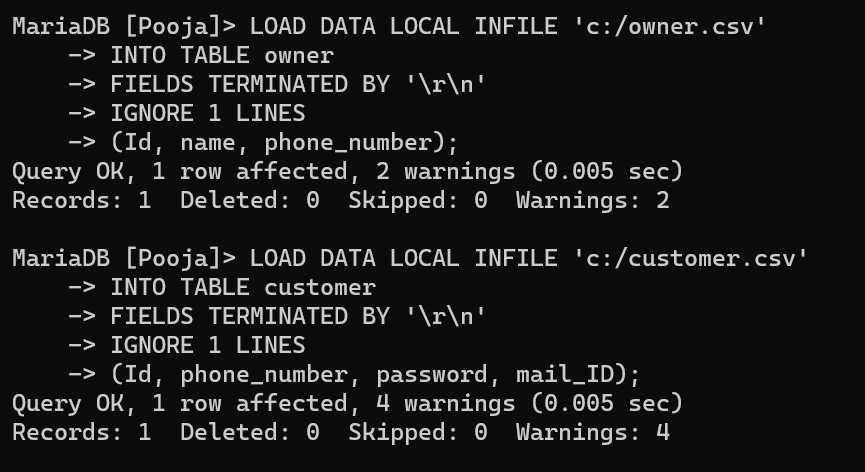 MariaDB [Pooja]> LOAD DATA LOCAL INFILE 'c:/owner.csv'
    -> INTO TABLE owner
    -> FIELDS TERMINATED BY '\r\n'
    -> IGNORE 1 LINES
    -> (Id, name, phone_number);
Query OK, 1 row affected, 2 warnings (0.005 sec)
Records: 1  Deleted: 0  Skipped: 0  Warnings: 2

MariaDB [Pooja]> LOAD DATA LOCAL INFILE 'c:/customer.csv'
    -> INTO TABLE customer
    -> FIELDS TERMINATED BY '\r\n'
    -> IGNORE 1 LINES
    -> (Id, phone_number, password, mail_ID);
Query OK, 1 row affected, 4 warnings (0.005 sec)
Records: 1  Deleted: 0  Skipped: 0  Warnings: 4